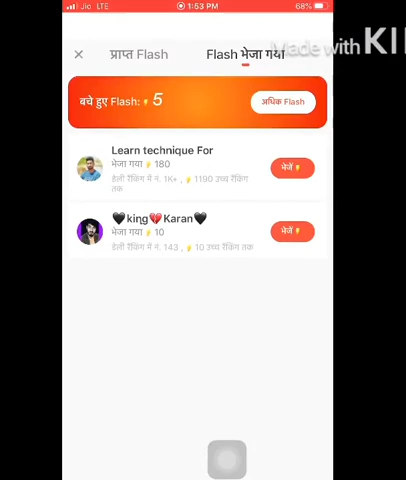 Jio LTE 1:53 PM 68%
Made with KI
प्राप्त Flash Flash भेजा गया
बचे हुए Flash: 5 अधिक Flash
Learn technique For
भेजा गया 180
भेजें
डेली रैंकिंग में नं. 1K+ , 1190 उच्च रैंकिंग
तक
🖤king💔Karan🖤
भेजा गया 10
भेजें
डेली रैंकिंग में नं. 143 , 10 उच्च रैंकिंग तक